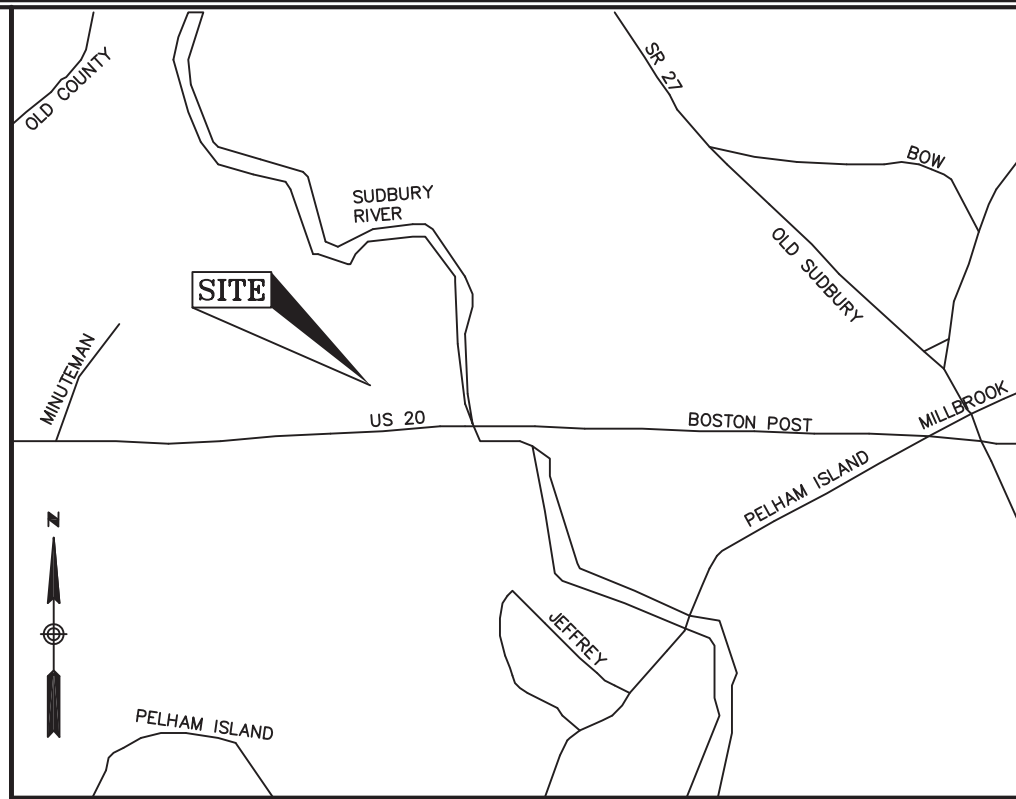 OLD COUNTY
SR 27
BOW
SUDBURY
RIVER
OLD SUDBURY
SITE
MINUTEMAN
US 20
BOSTON POST
MILLBROOK
PELHAM ISLAND
N
JEFFREY
PELHAM ISLAND